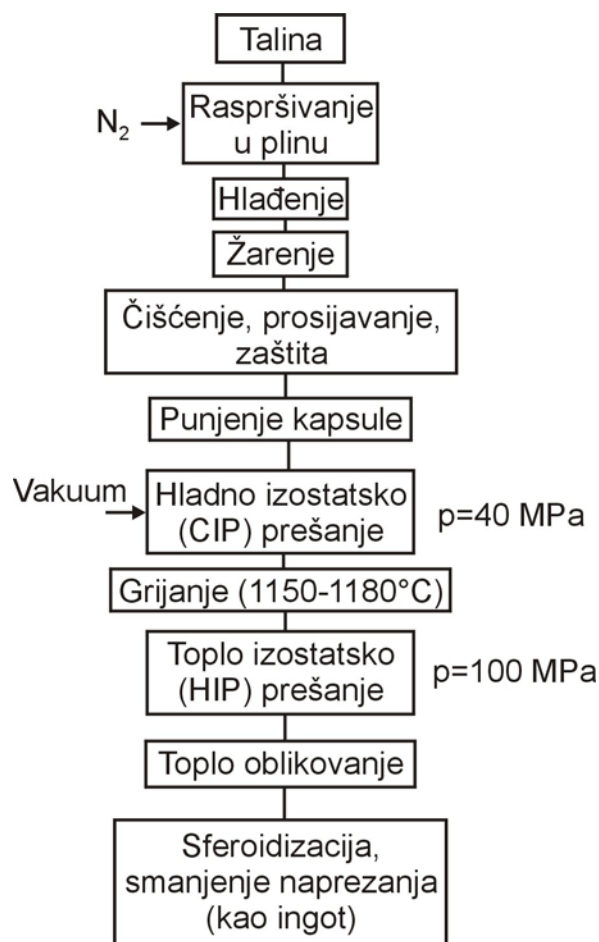 Talina
N₂
Raspršivanje
u plinu
Hlađenje
Žarenje
Čišćenje, prosijavanje,
zaštita
Punjenje kapsule
Vakuum
Hladno izostatsko
(CIP) prešanje
p=40 MPa
Grijanje (1150-1180°C)
Toplo izostatsko
(HIP) prešanje
p=100 MPa
Toplo oblikovanje
Sferoidizacija,
smanjenje naprezanja
(kao ingot)